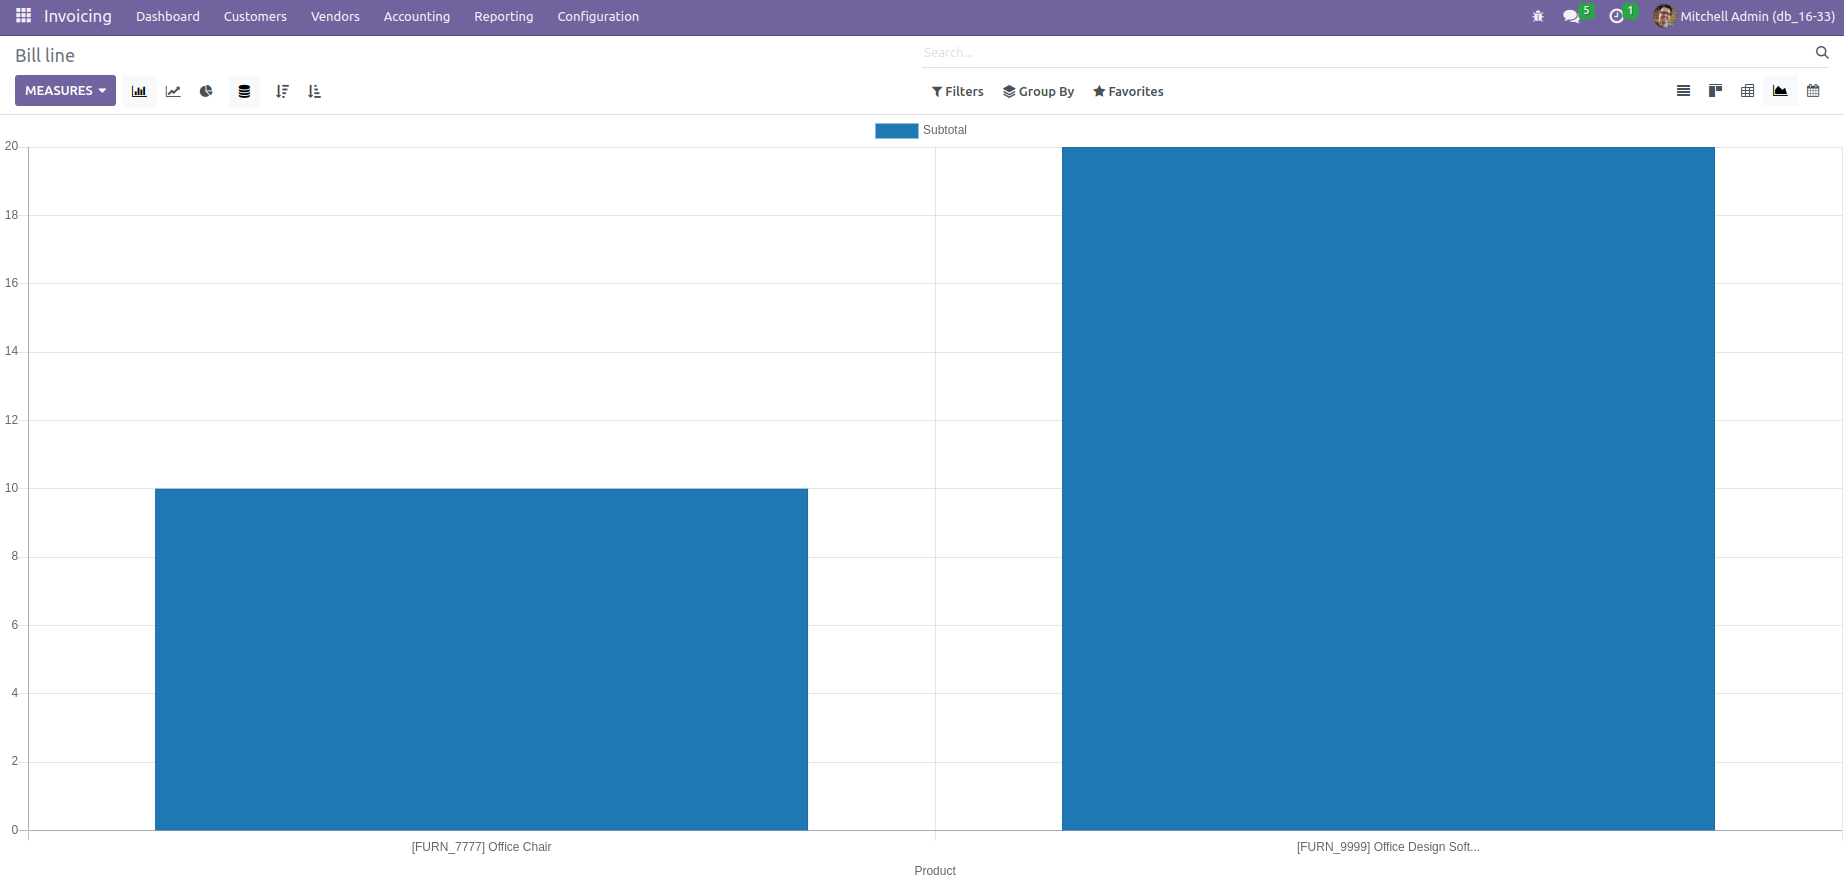 Invoicing Dashboard Customers Vendors Accounting Reporting Configuration 5 1 Mitchell Admin (db_16-33)
Bill line
Search...
MEASURES Filters Group By Favorites
Subtotal
20
18
16
14
12
10
8
6
4
2
0
[FURN_7777] Office Chair [FURN_9999] Office Design Soft...
Product